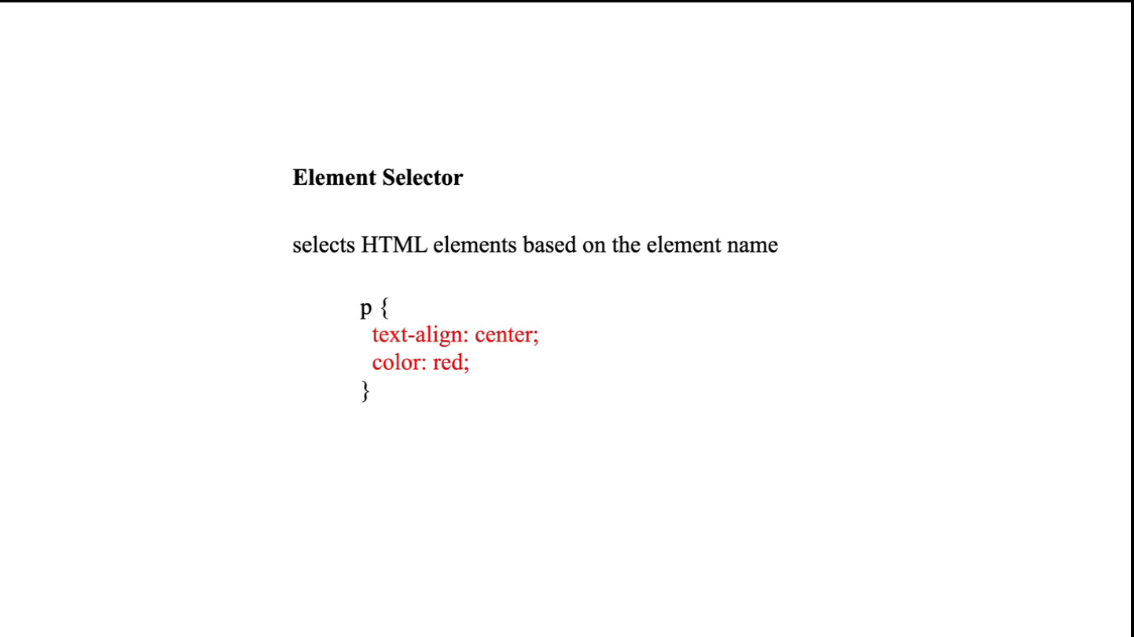 Element Selector
selects HTML elements based on the element name
p {
text-align: center;
color: red;
}